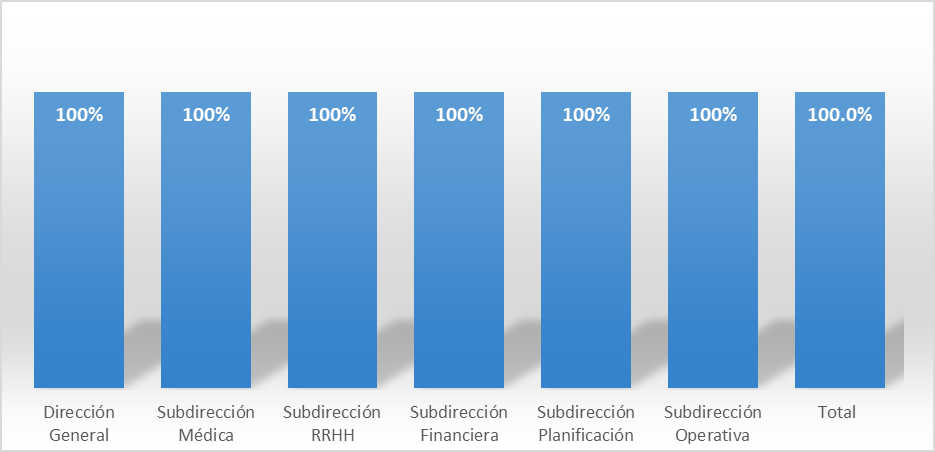 100% 100% 100% 100% 100% 100% 100.0%
Dirección Subdirección Subdirección Subdirección Subdirección Subdirección Total
General Médica RRHH Financiera Planificación Operativa